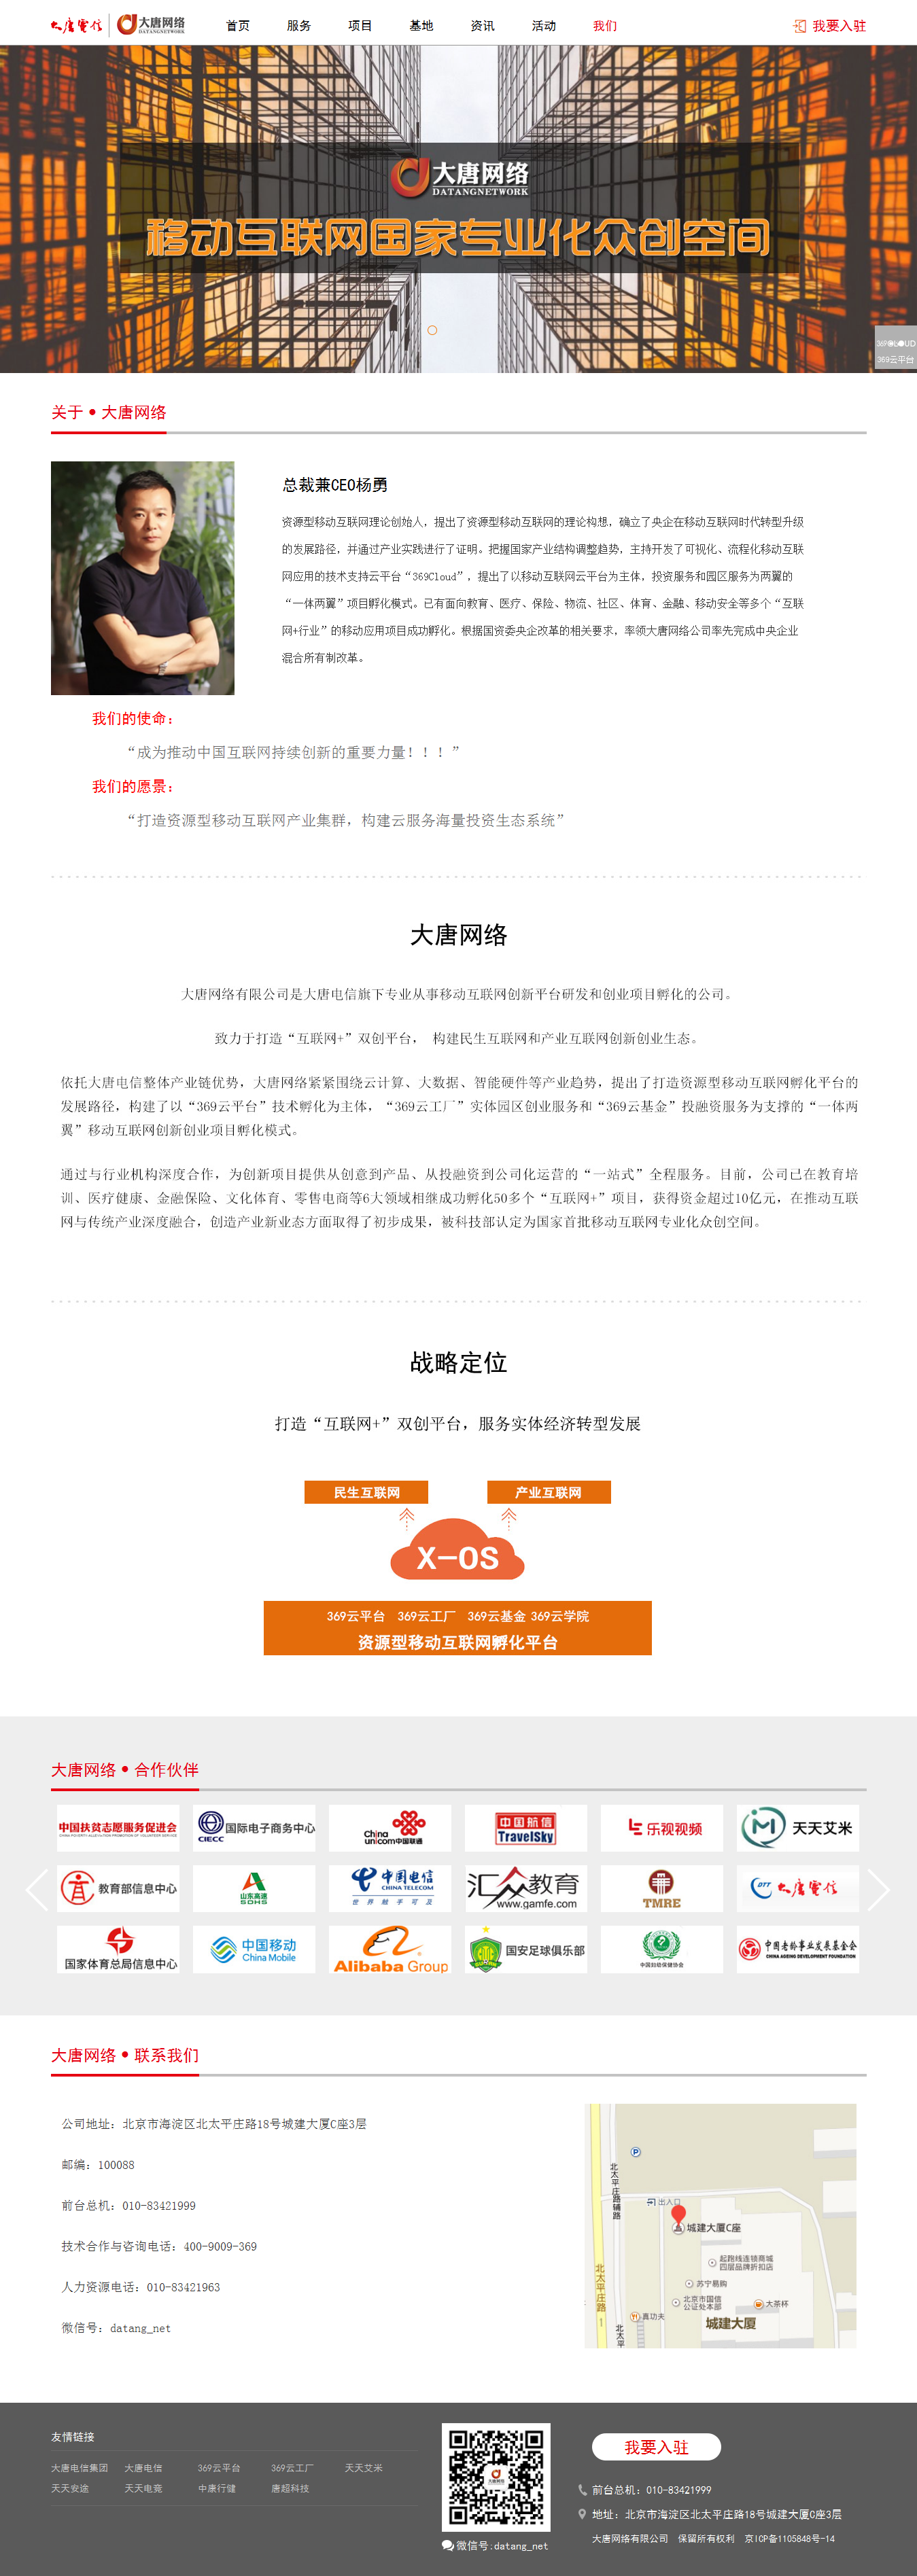 大唐電信 大唐网络 DATANGNETWORK 首页 服务 项目 基地 资讯 活动 我们 我要入驻
大唐网络
DATANGNETWORK
移动互联网国家专业化众创空间
369云平台
关于 • 大唐网络
总裁兼CEO杨勇
资源型移动互联网理论创始人，提出了资源型移动互联网的理论构想，确立了央企在移动互联网时代转型升级
的发展路径，并通过产业实践进行了证明。把握国家产业结构调整趋势，主持开发了可视化、流程化移动互联
网应用的技术支持云平台“369Cloud”，提出了以移动互联网云平台为主体，投资服务和园区服务为两翼的
“一体两翼”项目孵化模式。已有面向教育、医疗、保险、物流、社区、体育、金融、移动安全等多个“互联
网+行业”的移动应用项目成功孵化。根据国资委央企改革的相关要求，率领大唐网络公司率先完成中央企业
混合所有制改革。
我们的使命：
“成为推动中国互联网持续创新的重要力量！！！”
我们的愿景：
“打造资源型移动互联网产业集群，构建云服务海量投资生态系统”
大唐网络
大唐网络有限公司是大唐电信旗下专业从事移动互联网创新平台研发和创业项目孵化的公司。
致力于打造“互联网+”双创平台， 构建民生互联网和产业互联网创新创业生态。
依托大唐电信整体产业链优势，大唐网络紧紧围绕云计算、大数据、智能硬件等产业趋势，提出了打造资源型移动互联网孵化平台的
发展路径，构建了以“369云平台”技术孵化为主体，“369云工厂”实体园区创业服务和“369云基金”投融资服务为支撑的“一体两
翼”移动互联网创新创业项目孵化模式。
通过与行业机构深度合作，为创新项目提供从创意到产品、从投融资到公司化运营的“一站式”全程服务。目前，公司已在教育培
训、医疗健康、金融保险、文化体育、零售电商等6大领域相继成功孵化50多个“互联网+”项目，获得资金超过10亿元，在推动互联
网与传统产业深度融合，创造产业新业态方面取得了初步成果，被科技部认定为国家首批移动互联网专业化众创空间。
战略定位
打造“互联网+”双创平台，服务实体经济转型发展
民生互联网 产业互联网
X-OS
369云平台 369云工厂 369云基金 369云学院
资源型移动互联网孵化平台
大唐网络 • 合作伙伴
中国扶贫志愿服务促进会 CIECC 国际电子商务中心 China unicom中国联通 中国航信 TravelSky 乐视视频 天天艾米
教育部信息中心 山东高速 SDHS 中国电信 CHINA TELECOM 世界触手可及 汇众教育 www.gamfe.com TMRE DTT 大唐電信
国家体育总局信息中心 中国移动 China Mobile Alibaba Group 国安足球俱乐部 中国妇幼保健协会 中国老龄事业发展基金会 CHINA AGEING DEVELOPMENT FOUNDATION
大唐网络 • 联系我们
公司地址：北京市海淀区北太平庄路18号城建大厦C座3层
邮编：100088
前台总机：010-83421999
技术合作与咨询电话：400-9009-369
人力资源电话：010-83421963
微信号：datang_net
P
北太平庄路辅路
出入口
城建大厦C座
起跑线连锁商城
四层品牌折扣店
北太平庄路
苏宁易购
北京市国信
公证处本部
大茶杯
真功夫
城建大厦
北太平
友情链接
大唐电信集团 大唐电信 369云平台 369云工厂 天天艾米
天天安途 天天电竞 中康行健 唐超科技
微信号:datang_net
我要入驻
前台总机：010-83421999
地址：北京市海淀区北太平庄路18号城建大厦C座3层
大唐网络有限公司 保留所有权利 京ICP备1105848号-14